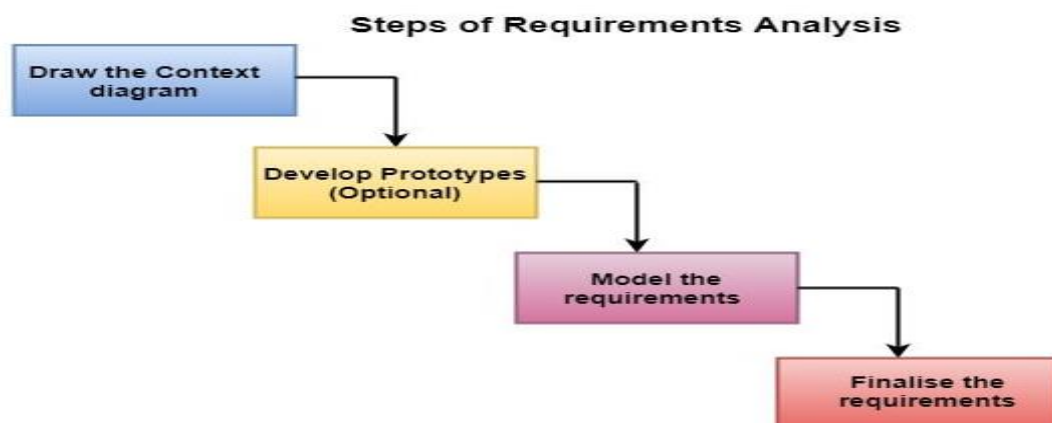 Steps of Requirements Analysis
Draw the Context
diagram
Develop Prototypes
(Optional)
Model the
requirements
Finalise the
requirements